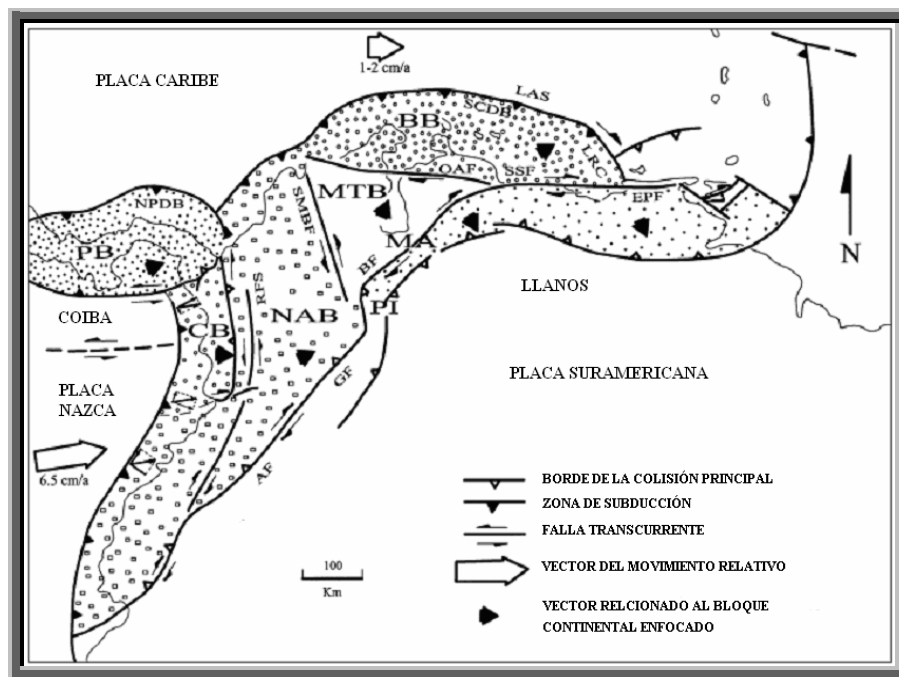 1-2 cm/a
PLACA CARIBE
LAS
SCDB
BB
LRC
OAF
SSF
MTB
NPDB
SMBF
EPF
PB
MA
BF
N
RFS
LLANOS
PI
COIBA
CB
NAB
GF
PLACA SURAMERICANA
PLACA
NAZCA
6.5 cm/a
AF
BORDE DE LA COLISIÓN PRINCIPAL
ZONA DE SUBDUCCIÓN
FALLA TRANSCURRENTE
VECTOR DEL MOVIMIENTO RELATIVO
VECTOR RELCIONADO AL BLOQUE
CONTINENTAL ENFOCADO
100
Km